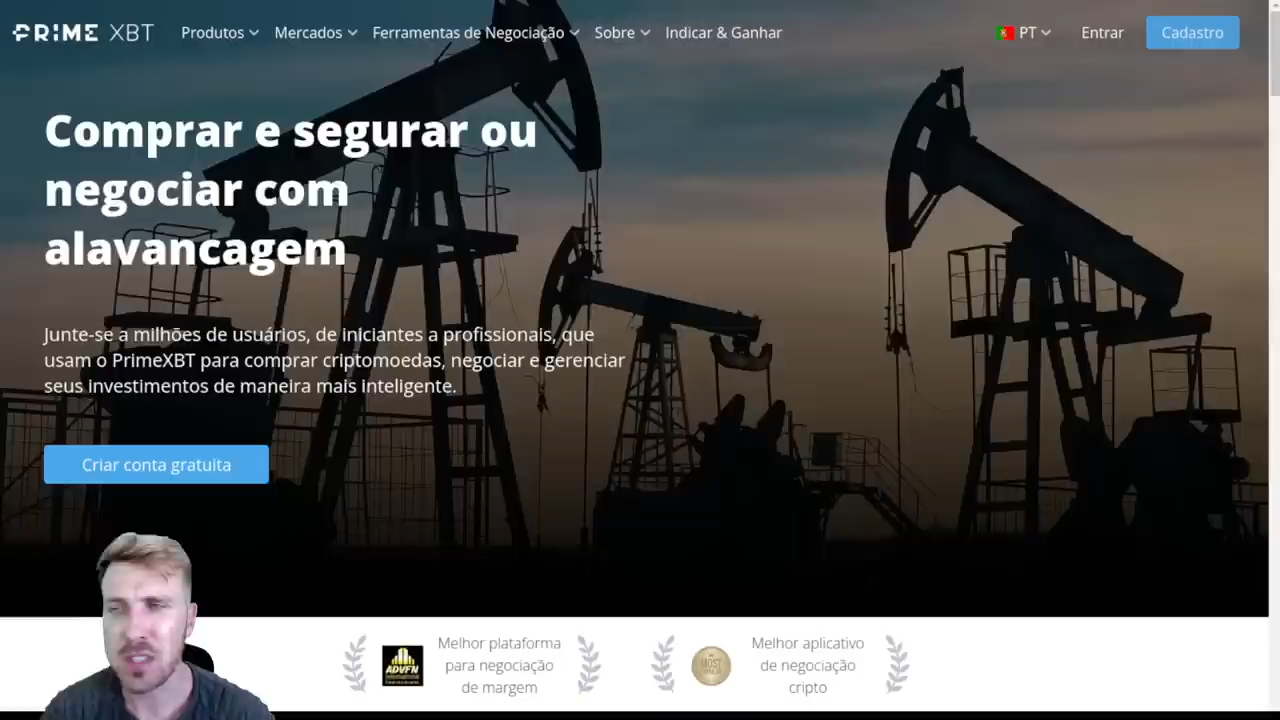 PRIME XBT Produtos Mercados Ferramentas de Negociação Sobre Indicar & Ganhar PT Entrar Cadastro
Comprar e segurar ou
negociar com
alavancagem
Junte-se a milhões de usuários, de iniciantes a profissionais, que
usam o PrimeXBT para comprar criptomoedas, negociar e gerenciar
seus investimentos de maneira mais inteligente.
Criar conta gratuita
ADVFN
Melhor plataforma
para negociação
de margem
MOST
Melhor aplicativo
de negociação
cripto